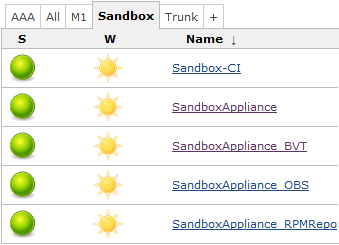 AAA All M1 Sandbox Trunk +
S W Name ↓
Sandbox-CI
SandboxAppliance
SandboxAppliance_BVT
SandboxAppliance_OBS
SandboxAppliance_RPMRepo